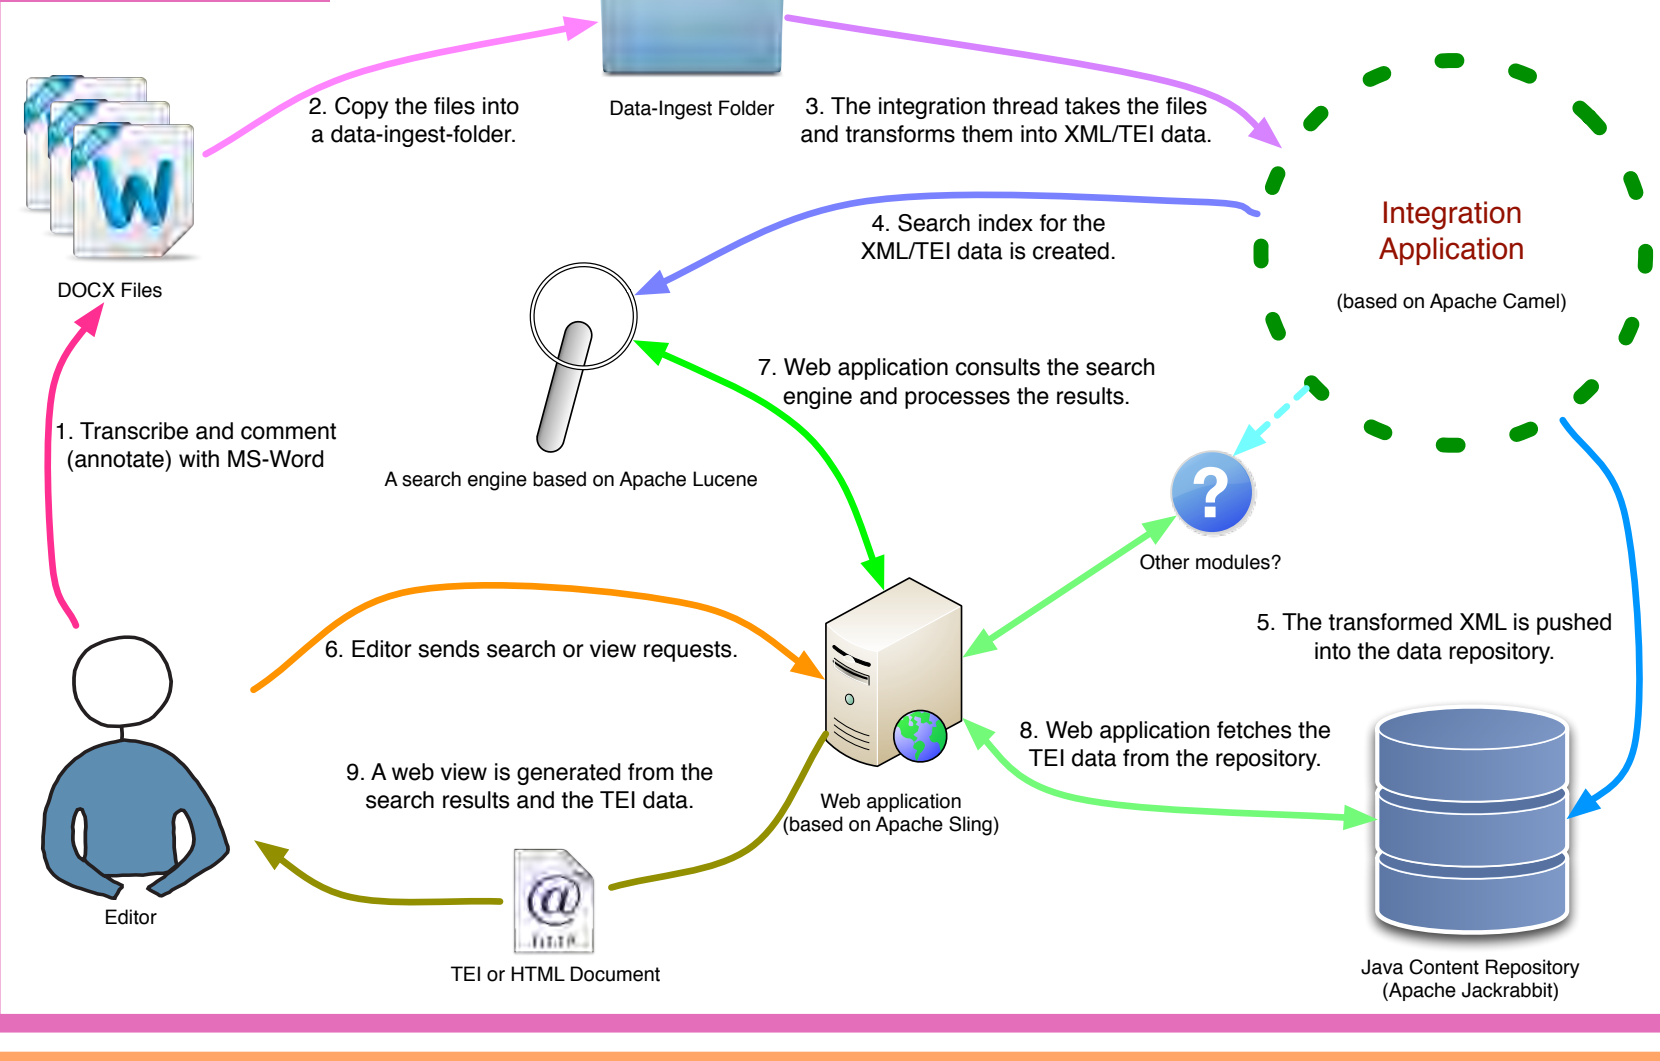 2. Copy the files into
a data-ingest-folder.
Data-Ingest Folder
3. The integration thread takes the files
and transforms them into XML/TEI data.
W
DOCX Files
4. Search index for the
XML/TEI data is created.
Integration
Application
(based on Apache Camel)
1. Transcribe and comment
(annotate) with MS-Word
7. Web application consults the search
engine and processes the results.
A search engine based on Apache Lucene
?
Other modules?
6. Editor sends search or view requests.
5. The transformed XML is pushed
into the data repository.
8. Web application fetches the
TEI data from the repository.
9. A web view is generated from the
search results and the TEI data.
Web application
(based on Apache Sling)
Editor
@
TEI or HTML Document
Java Content Repository
(Apache Jackrabbit)